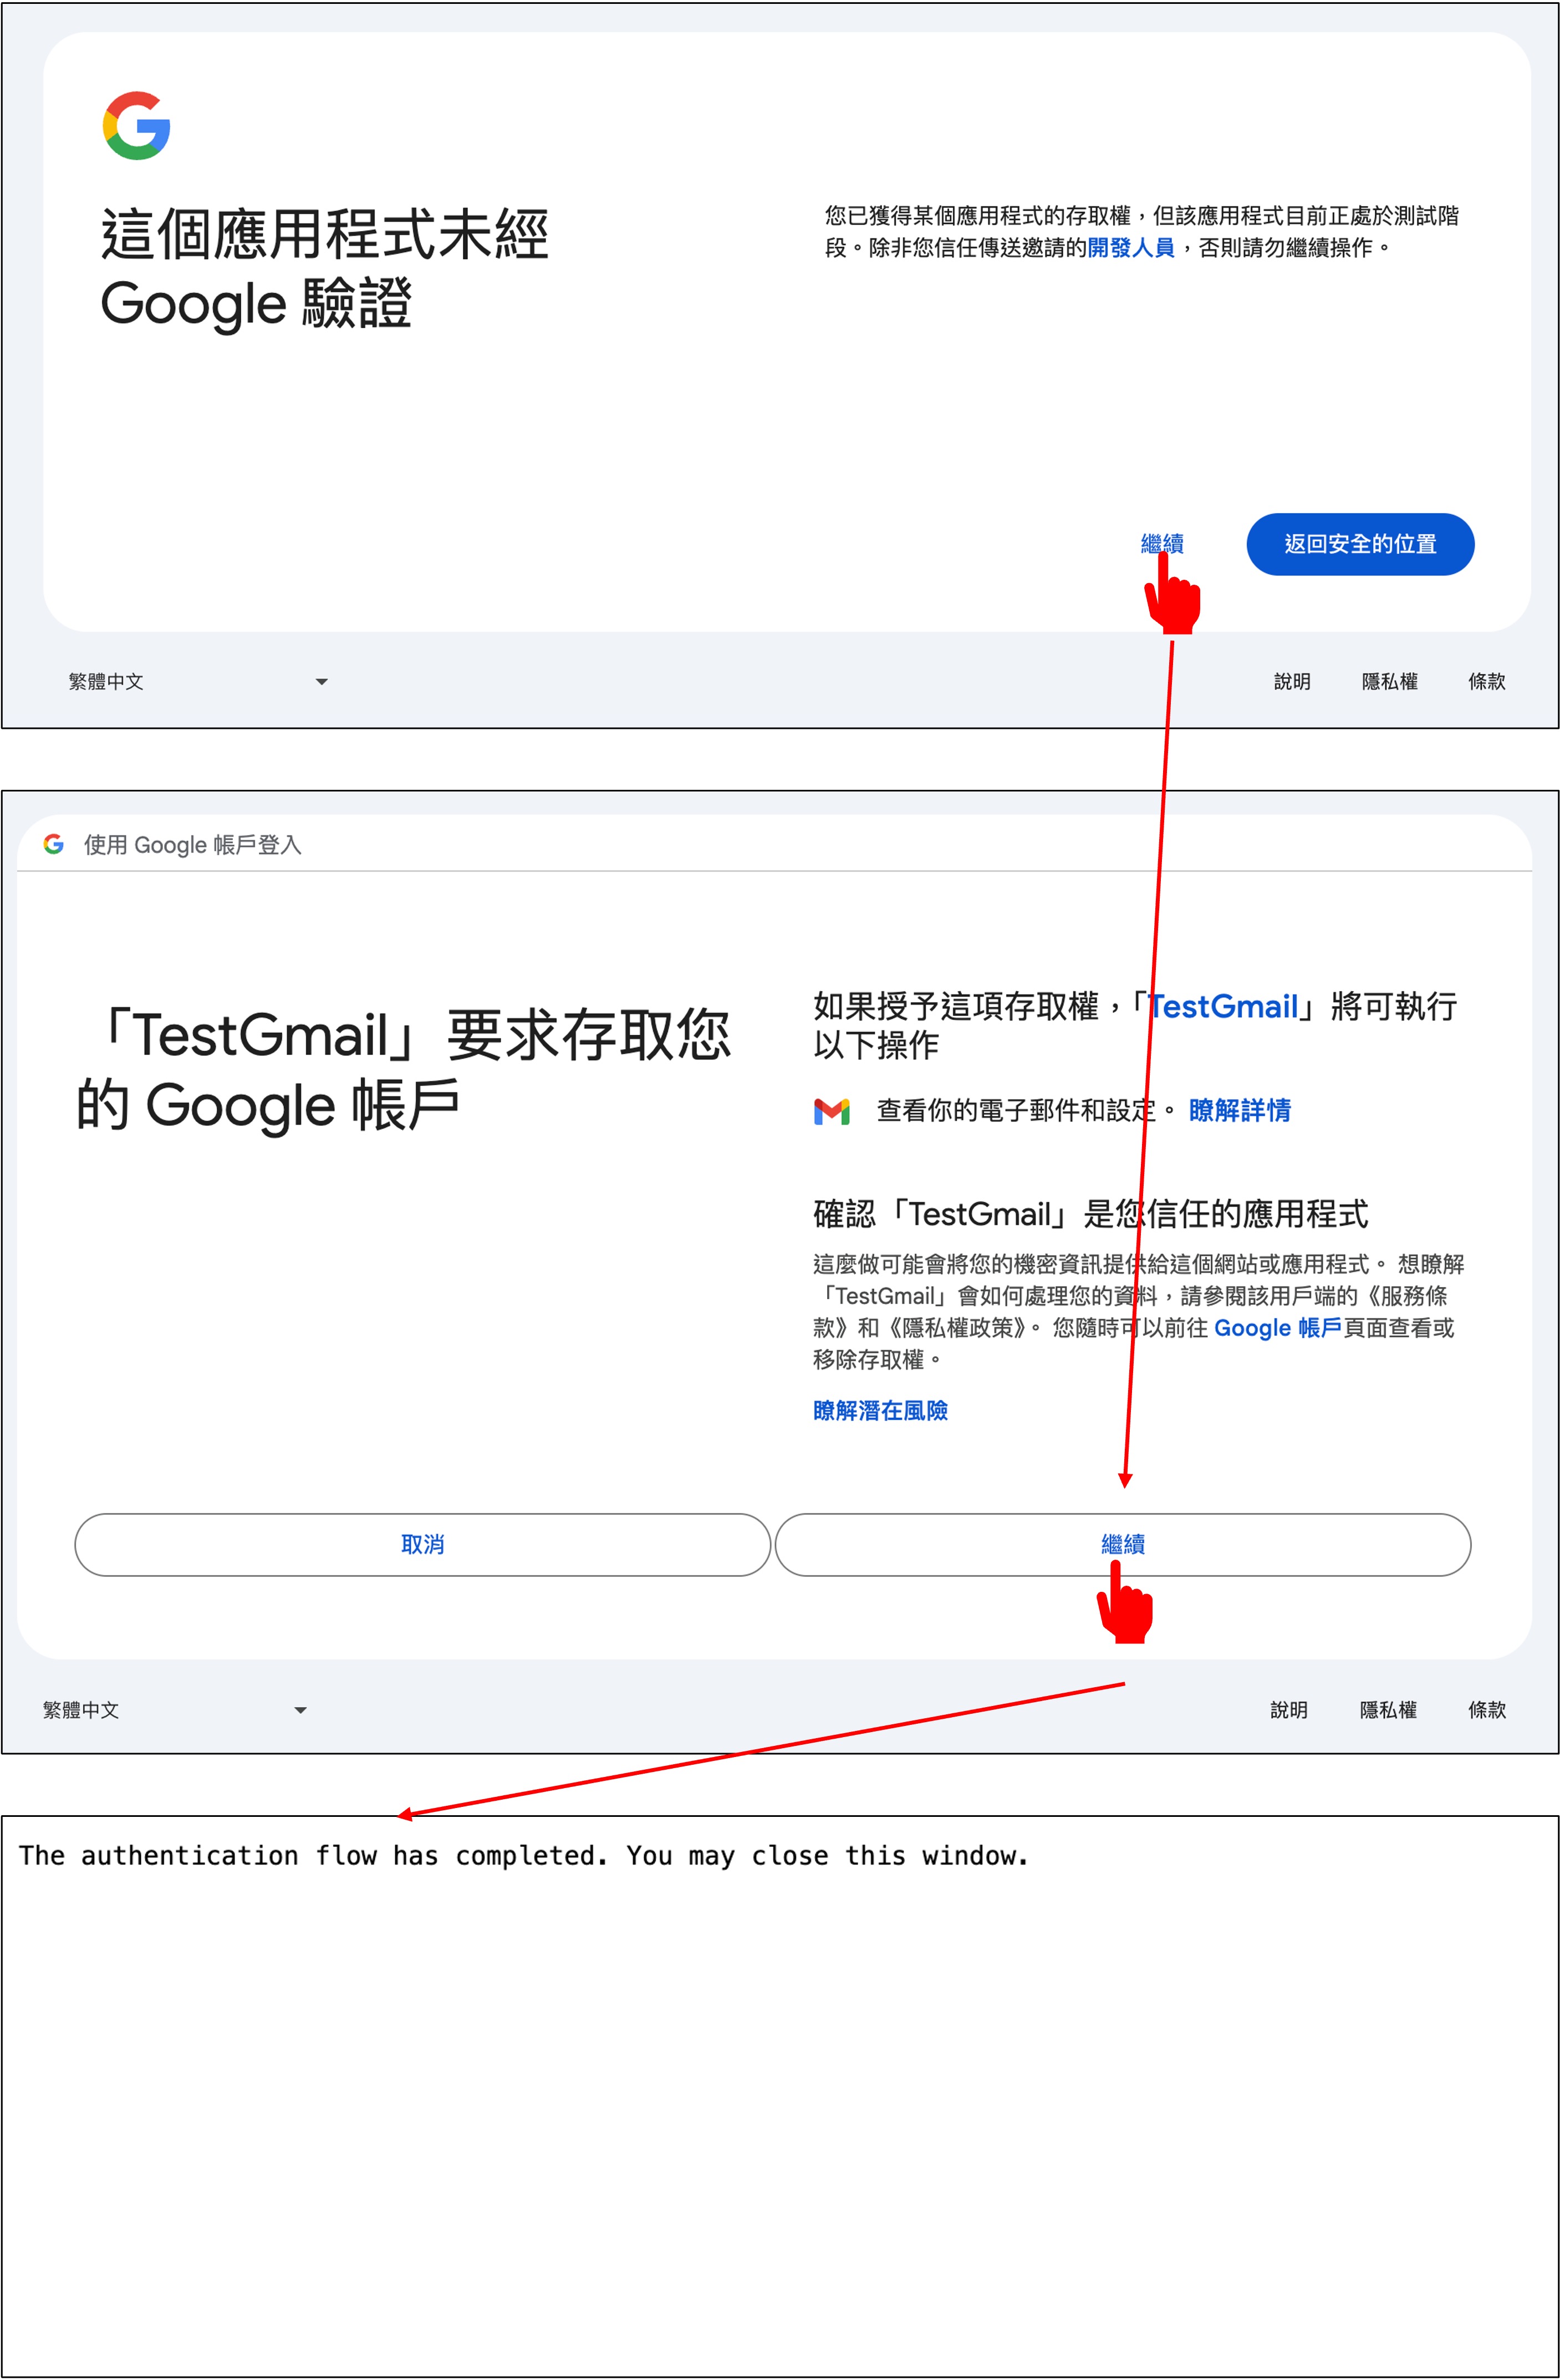 這個應用程式未經
Google 驗證
您已獲得某個應用程式的存取權，但該應用程式目前正處於測試階
段。除非您信任傳送邀請的開發人員，否則請勿繼續操作。
繼續
返回安全的位置
繁體中文
說明
隱私權
條款
使用 Google 帳戶登入
「TestGmail」要求存取您
的 Google 帳戶
如果授予這項存取權，「TestGmail」將可執行
以下操作
查看你的電子郵件和設定。 瞭解詳情
確認「TestGmail」是您信任的應用程式
這麼做可能會將您的機密資訊提供給這個網站或應用程式。 想瞭解
「TestGmail」會如何處理您的資料，請參閱該用戶端的《服務條
款》和《隱私權政策》。 您隨時可以前往 Google 帳戶頁面查看或
移除存取權。
瞭解潛在風險
取消
繼續
繁體中文
說明
隱私權
條款
The authentication flow has completed. You may close this window.